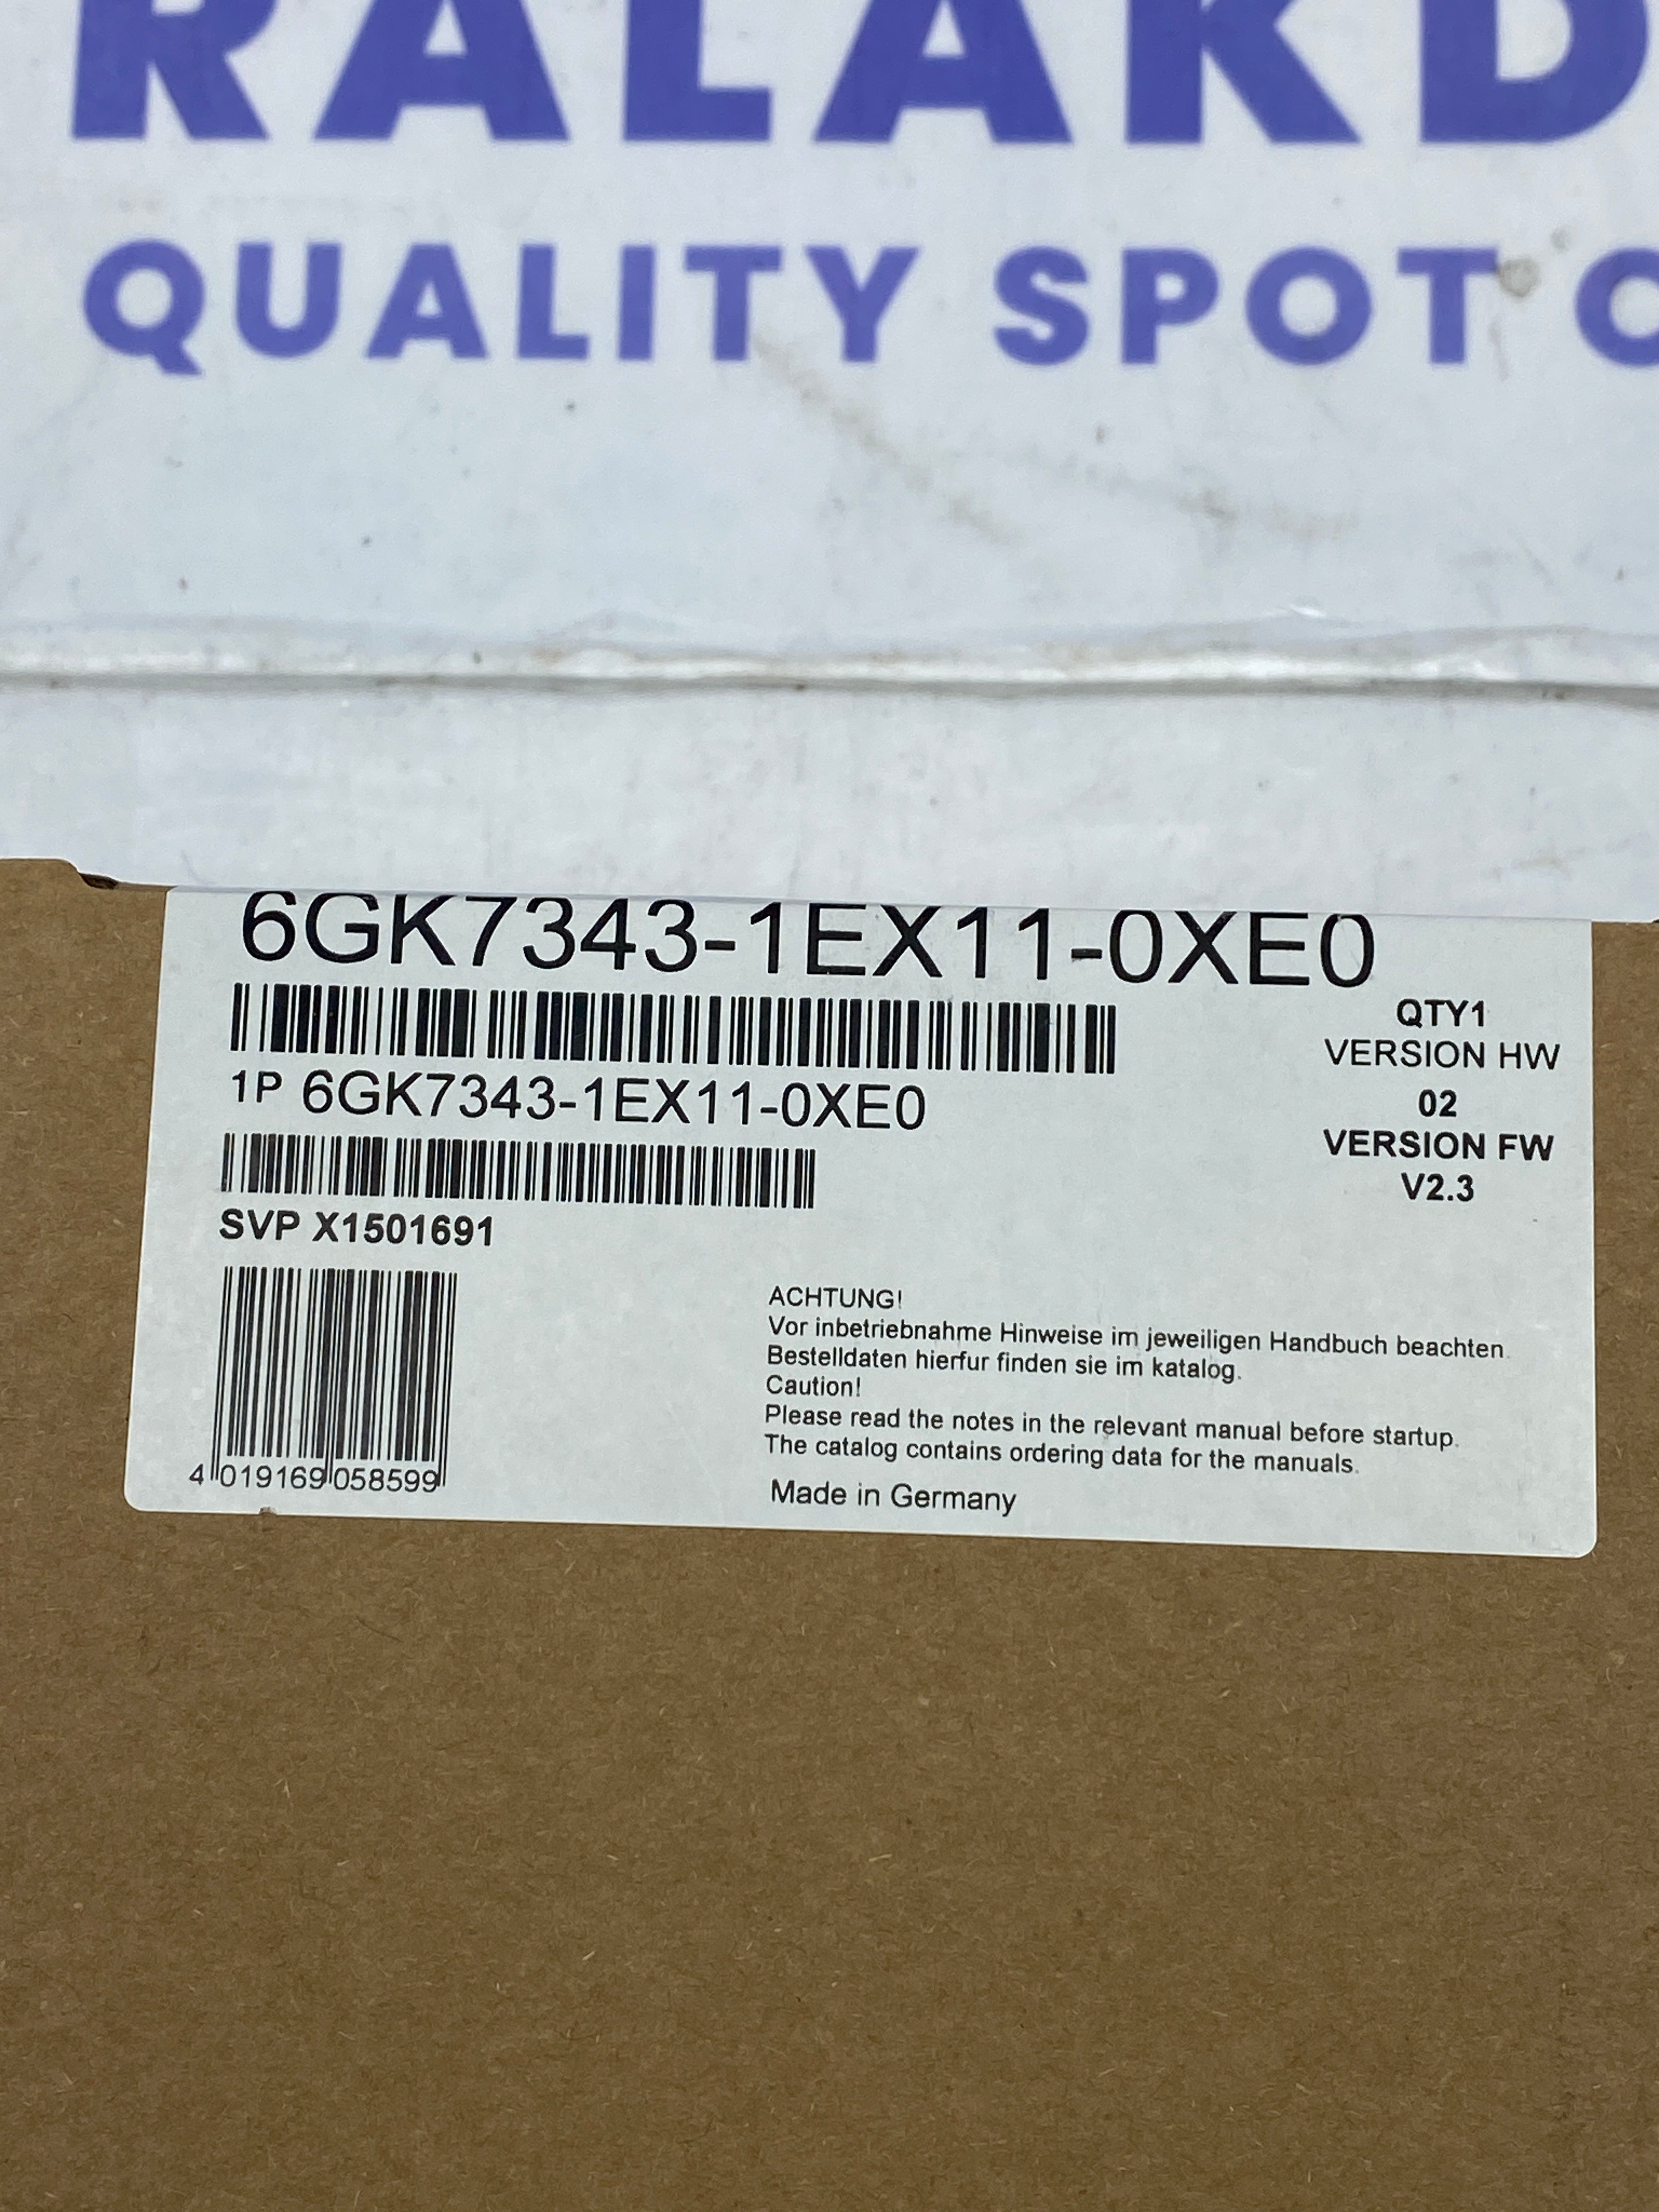 RALAKD
QUALITY SPOT
6GK7343-1EX11-0XE0
QTY1
VERSION HW
1P 6GK7343-1EX11-0XE0
02
VERSION FW
V2.3
SVP X1501691
ACHTUNG!
Vor inbetriebnahme Hinweise im jeweiligen Handbuch beachten.
Bestelldaten hierfur finden sie im katalog.
Caution!
Please read the notes in the relevant manual before startup.
The catalog contains ordering data for the manuals.
4 019169 058599
Made in Germany